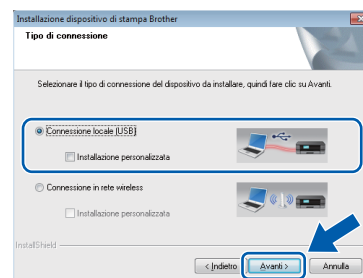 Installazione dispositivo di stampa Brother
Tipo di connessione
Selezionare il tipo di connessione del dispositivo da installare, quindi fare clic su Avanti.
Connessione locale (USB)
Installazione personalizzata
Connessione in rete wireless
Installazione personalizzata
InstallShield
< Indietro Avanti > Annulla